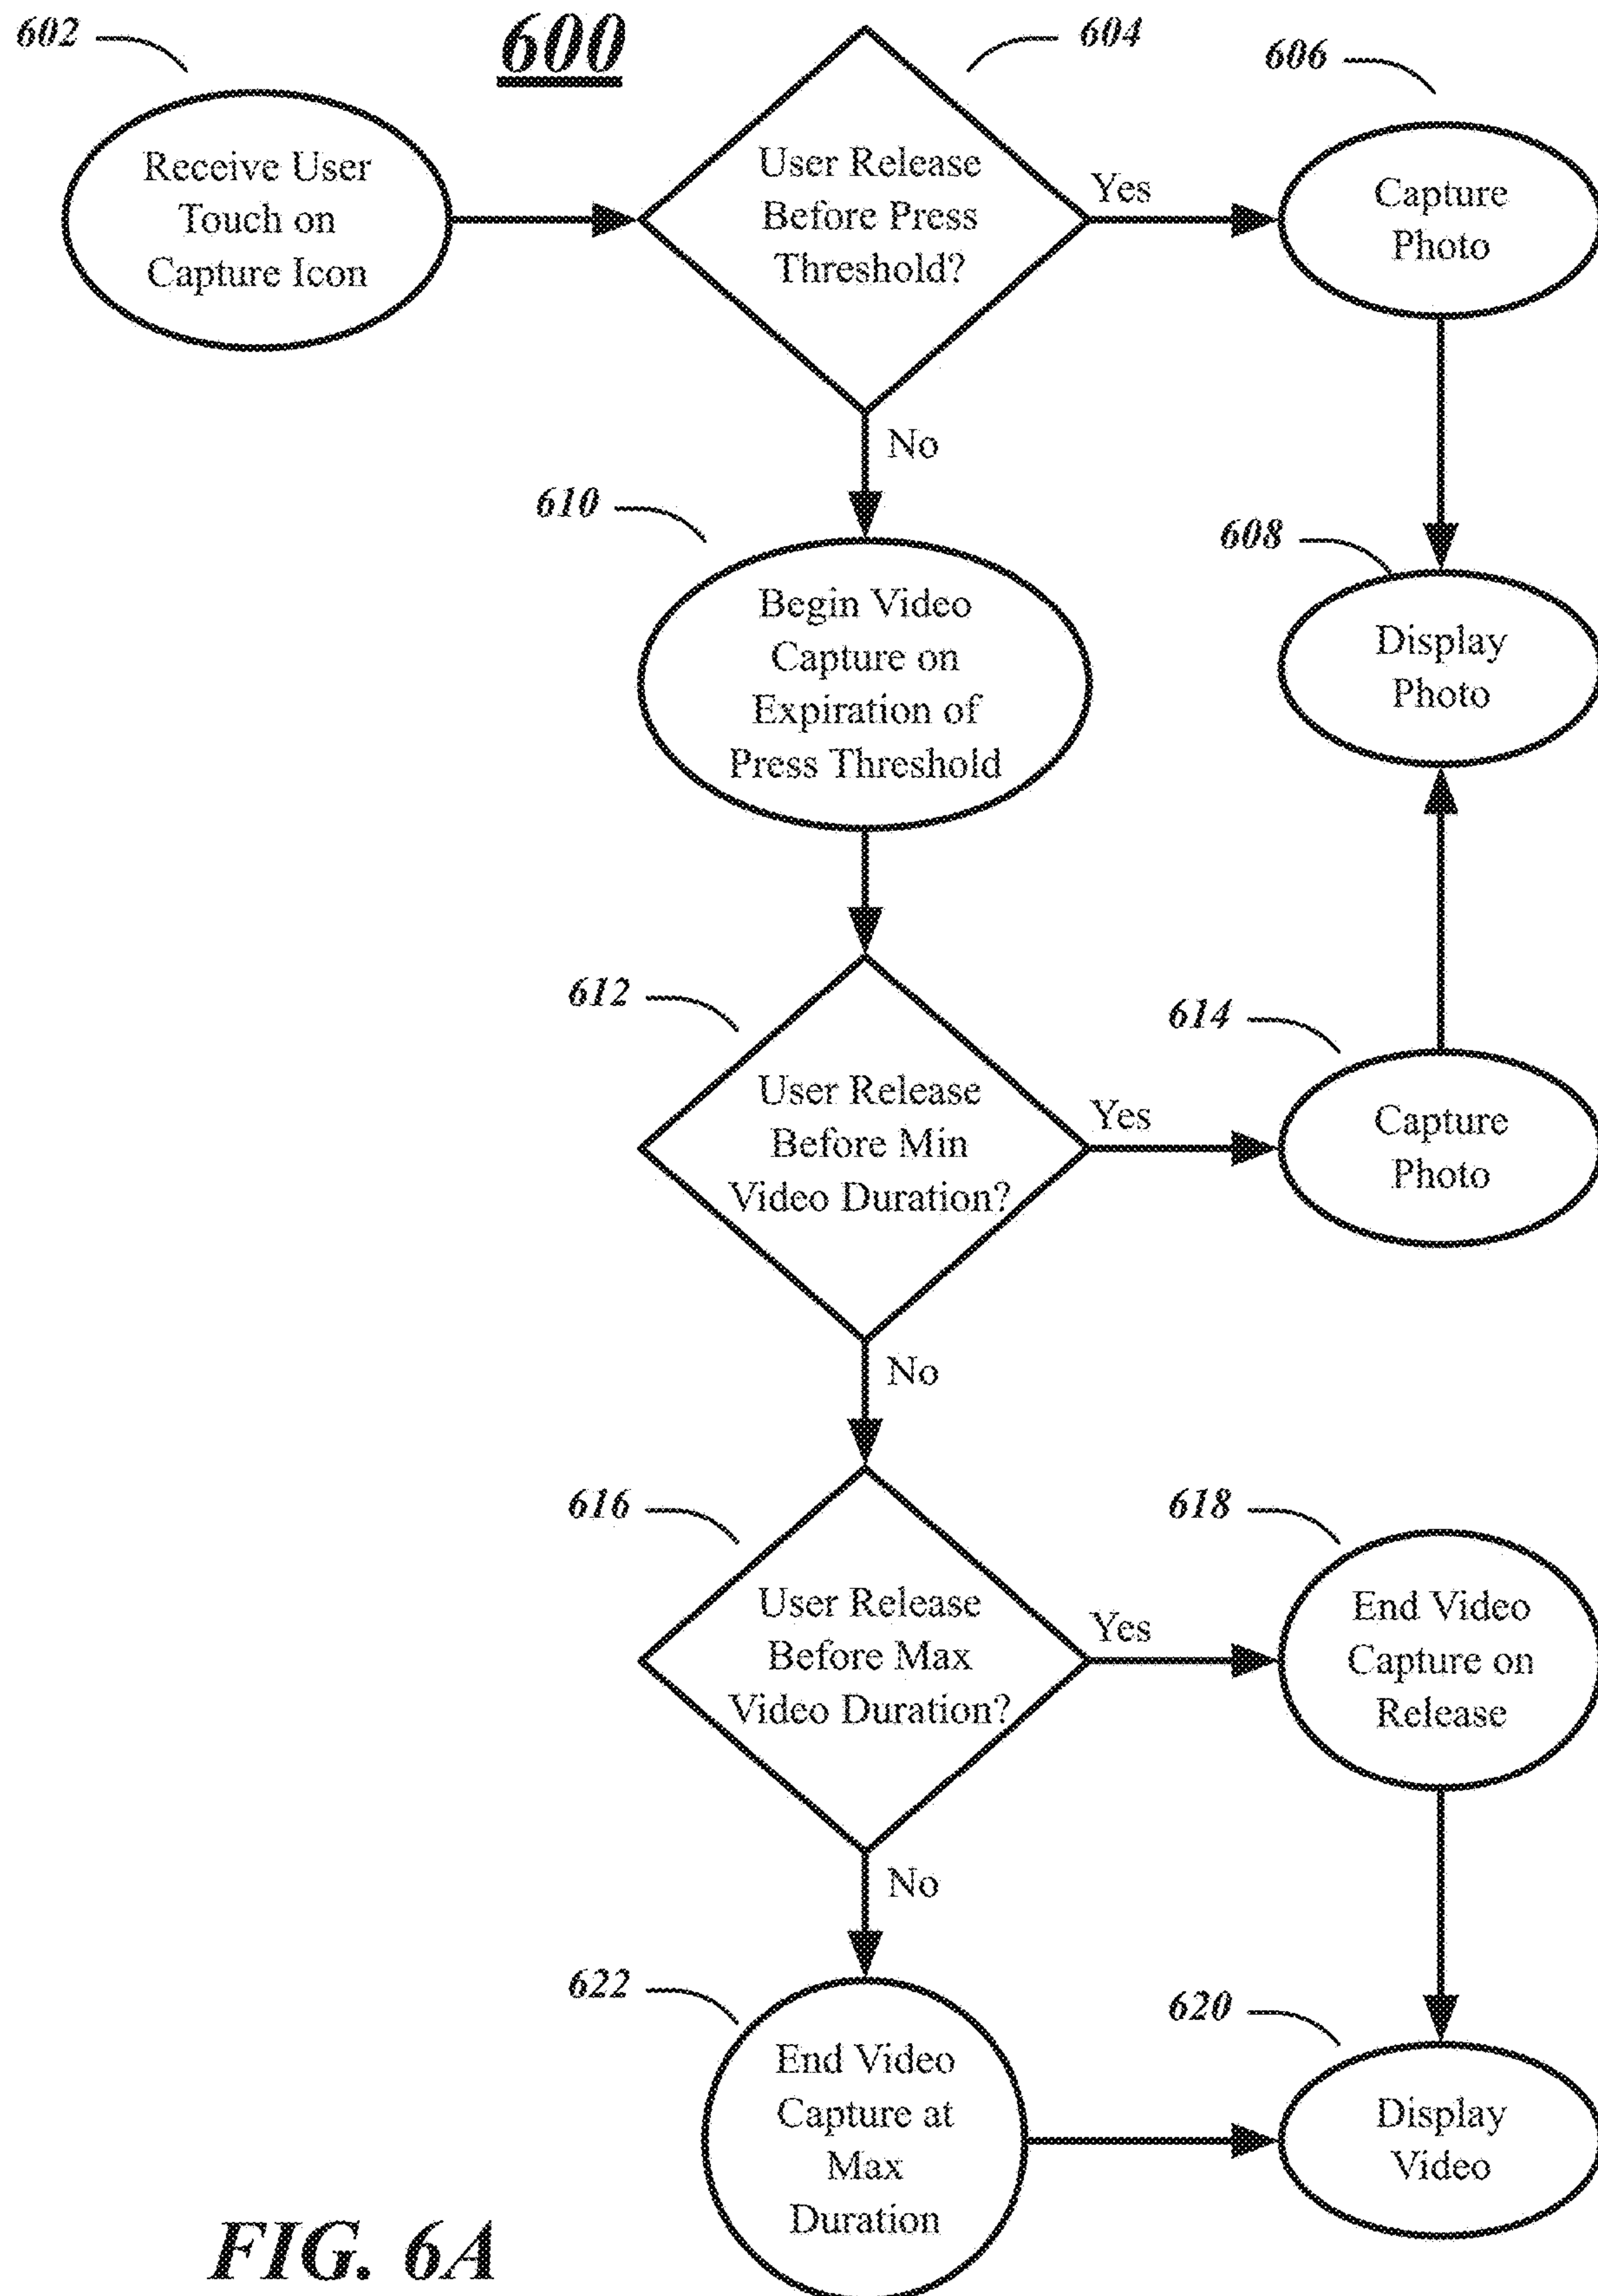 602
600
604
606
Receive User
Touch on
Capture Icon
User Release
Before Press
Threshold?
Yes
Capture
Photo
No
610
608
Begin Video
Capture on
Expiration of
Press Threshold
Display
Photo
612
614
User Release
Before Min
Video Duration?
Yes
Capture
Photo
No
616
618
User Release
Before Max
Video Duration?
Yes
End Video
Capture on
Release
No
622
620
End Video
Capture at
Max
Duration
Display
Video
FIG. 6A